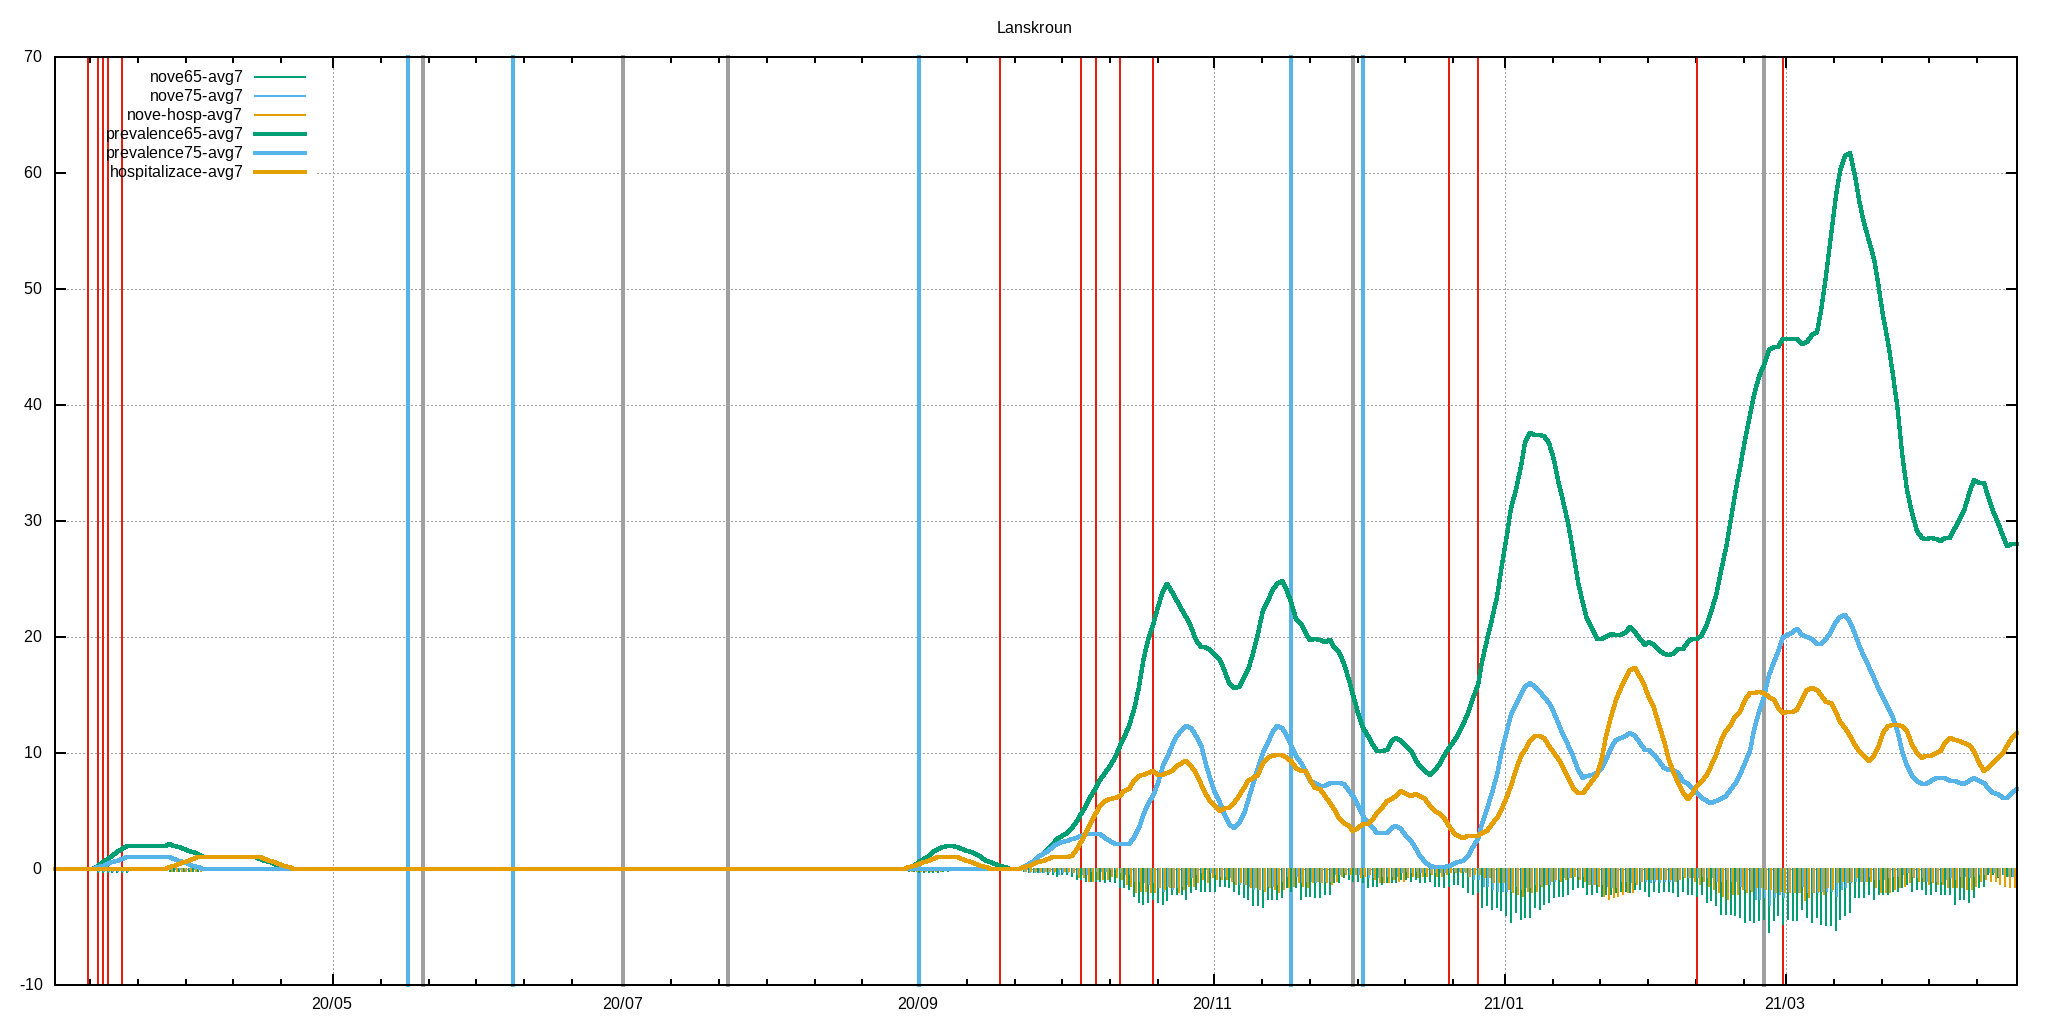 Lanskroun
70
60
50
40
30
20
10
0
-10
nove65-avg7
nove75-avg7
nove-hosp-avg7
prevalence65-avg7
prevalence75-avg7
hospitalizace-avg7
20/05 20/07 20/09 20/11 21/01 21/03